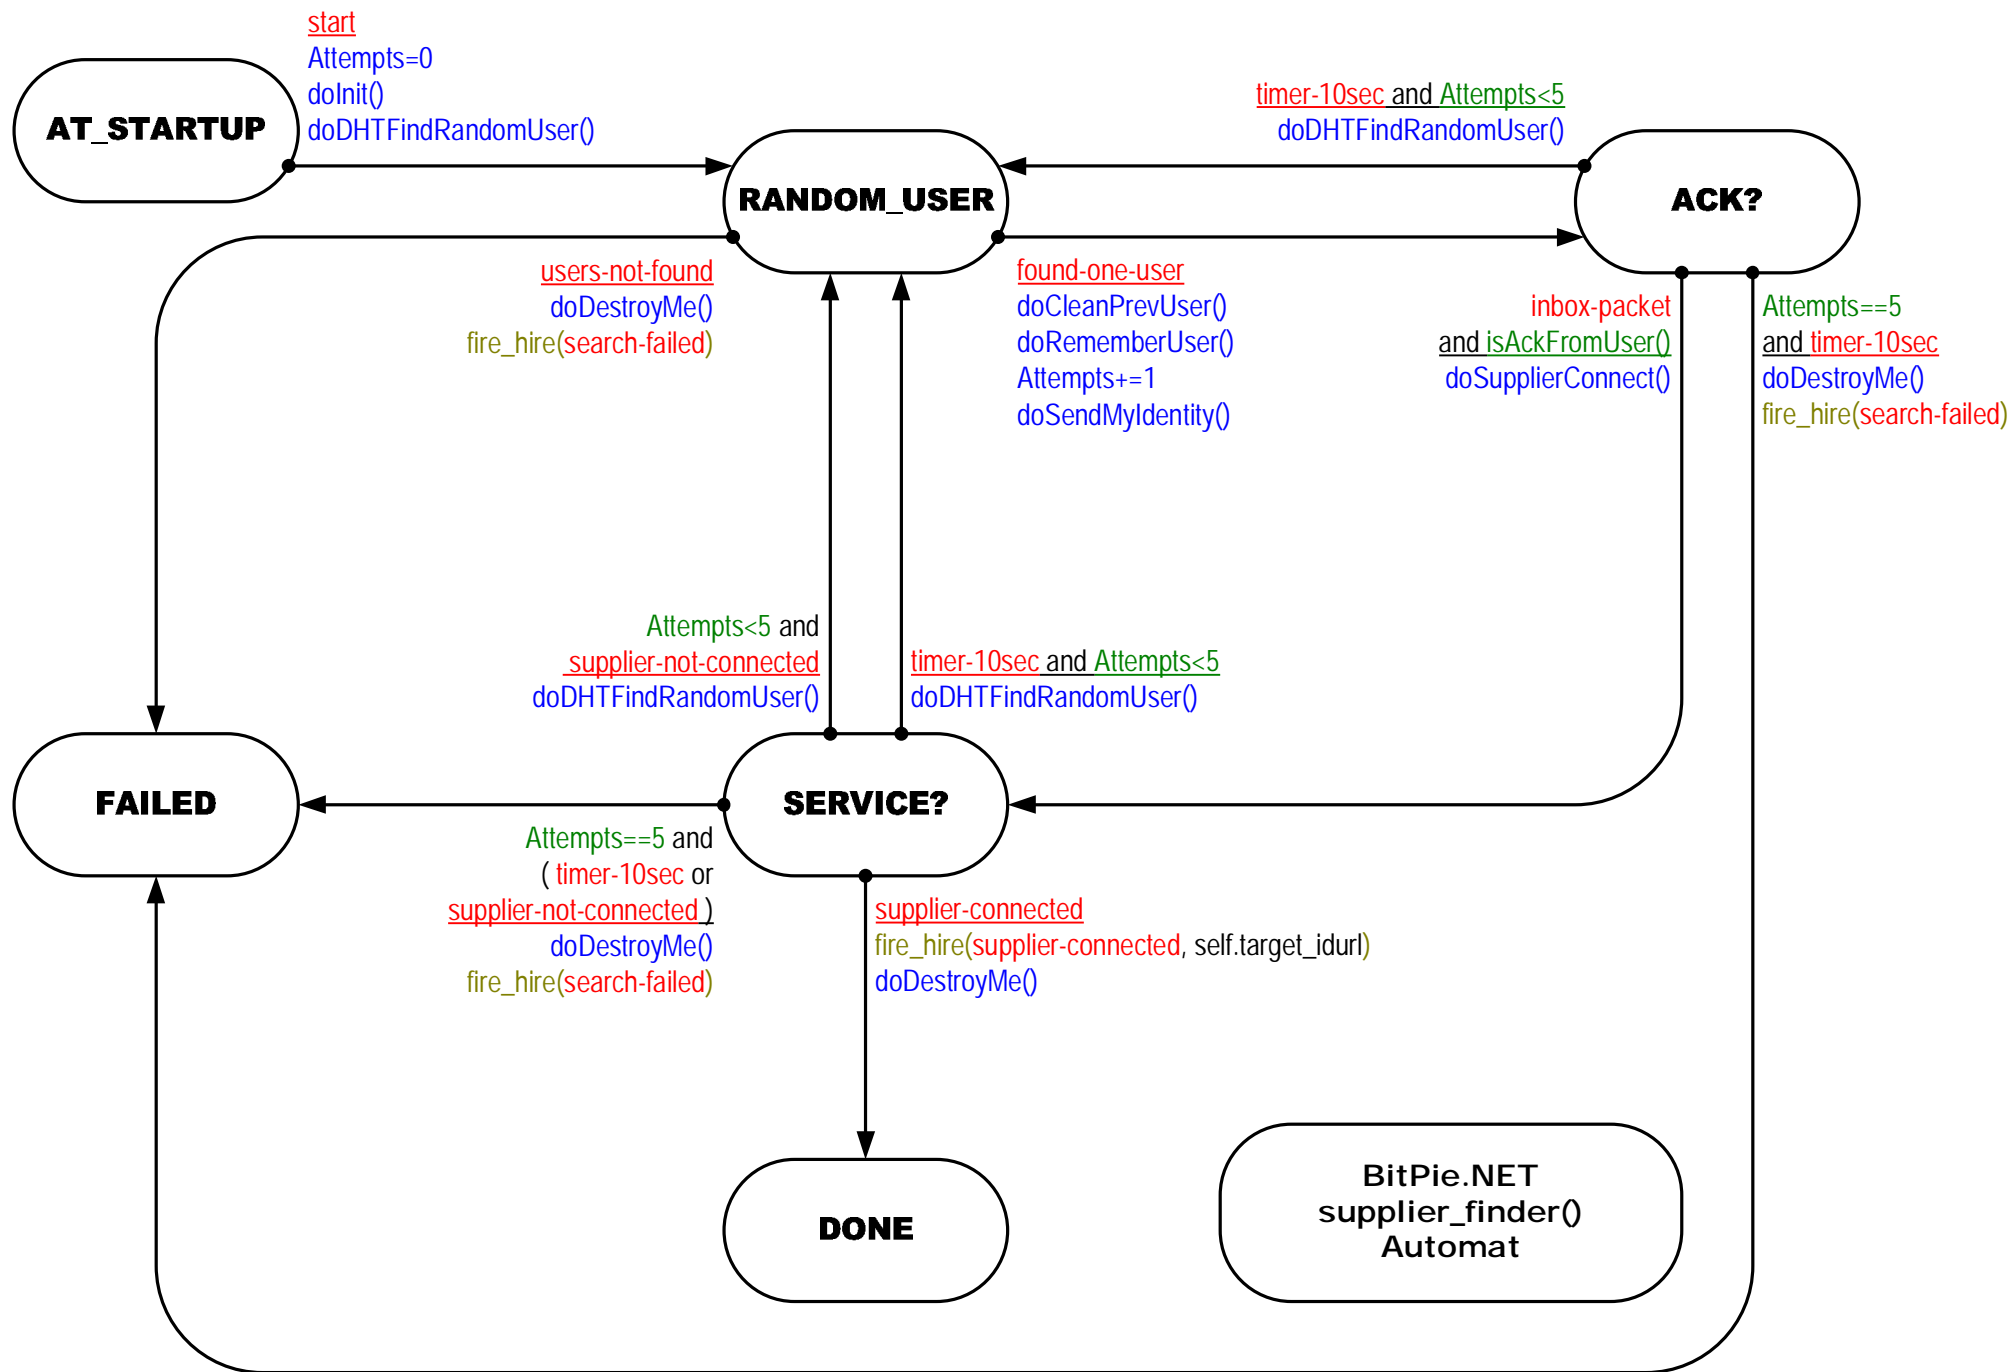 start
Attempts=0
doInit()
doDHTFindRandomUser()
AT_STARTUP
timer-10sec and Attempts<5
doDHTFindRandomUser()
RANDOM_USER
ACK?
users-not-found
doDestroyMe()
fire_hire(search-failed)
found-one-user
doCleanPrevUser()
doRememberUser()
Attempts+=1
doSendMyIdentity()
inbox-packet
and isAckFromUser()
doSupplierConnect()
Attempts==5
and timer-10sec
doDestroyMe()
fire_hire(search-failed)
Attempts<5 and
supplier-not-connected
doDHTFindRandomUser()
timer-10sec and Attempts<5
doDHTFindRandomUser()
FAILED
SERVICE?
Attempts==5 and
( timer-10sec or
supplier-not-connected )
doDestroyMe()
fire_hire(search-failed)
supplier-connected
fire_hire(supplier-connected, self.target_idurl)
doDestroyMe()
DONE
BitPie.NET
supplier_finder()
Automat